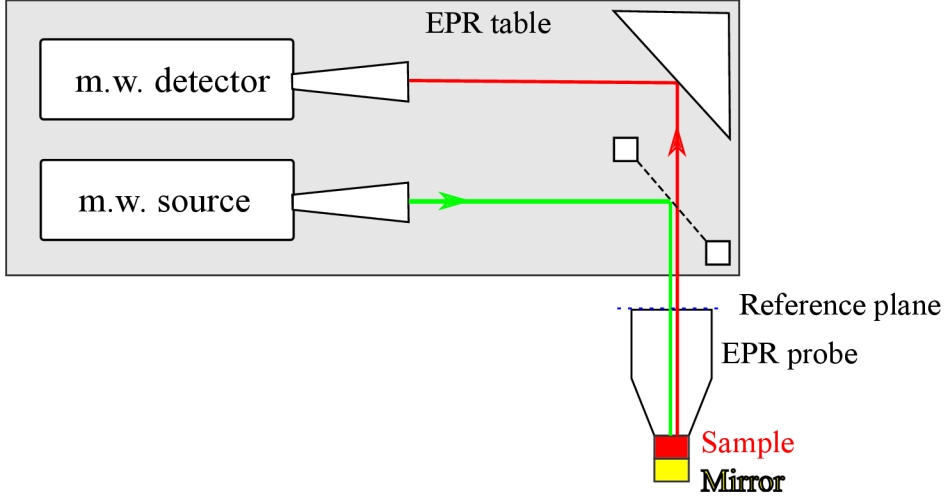 EPR table
m.w. detector
m.w. source
Reference plane
EPR probe
Sample
Mirror